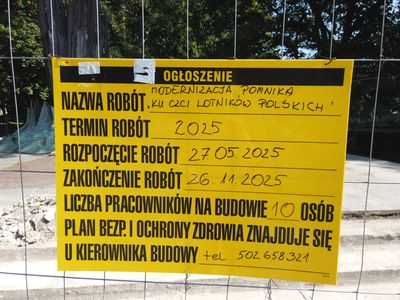 OGŁOSZENIE
NAZWA ROBÓT MODERNIZACJA POMNIKA
"KU CZCI LOTNIKÓW POLSKICH"
TERMIN ROBÓT 2025
ROZPOCZĘCIE ROBÓT 27.05.2025
ZAKOŃCZENIE ROBÓT 26.11.2025
LICZBA PRACOWNIKÓW NA BUDOWIE 10 OSÓB
PLAN BEZP. I OCHRONY ZDROWIA ZNAJDUJE SIĘ
U KIEROWNIKA BUDOWY tel. 502 658 321